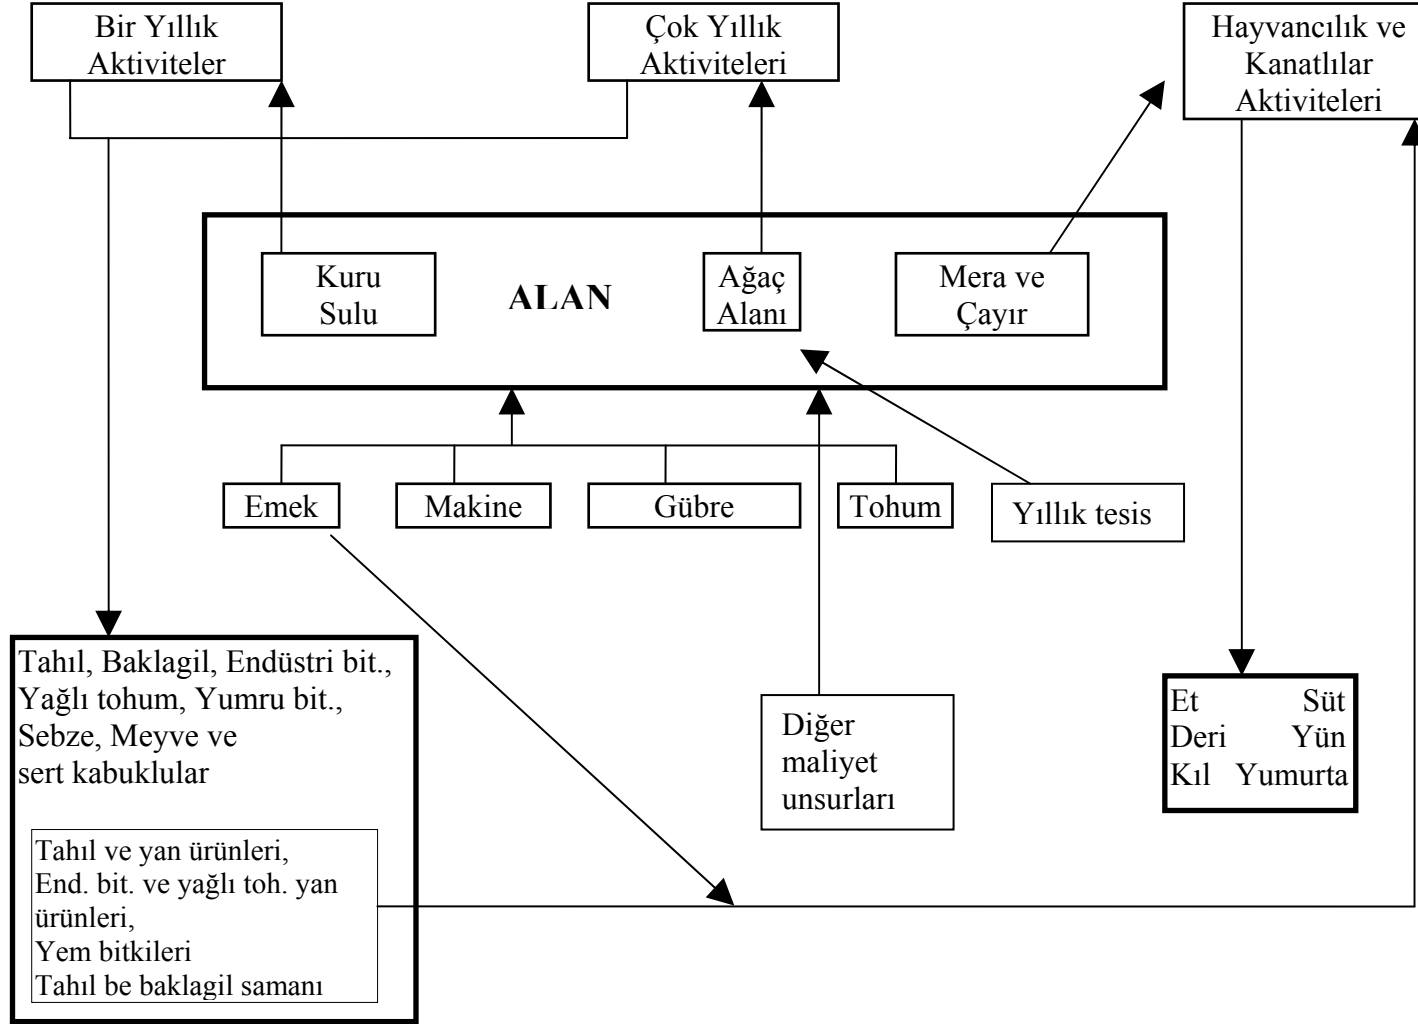 Bir Yıllık
Aktiviteler
Çok Yıllık
Aktiviteleri
Hayvancılık ve
Kanatlılar
Aktiviteleri
Kuru
Sulu
ALAN
Ağaç
Alanı
Mera ve
Çayır
Emek
Makine
Gübre
Tohum
Yıllık tesis
Tahıl, Baklagil, Endüstri bit.,
Yağlı tohum, Yumru bit.,
Sebze, Meyve ve
sert kabuklular
Tahıl ve yan ürünleri,
End. bit. ve yağlı toh. yan
ürünleri,
Yem bitkileri
Tahıl be baklagil samanı
Diğer
maliyet
unsurları
Et Süt
Deri Yün
Kıl Yumurta